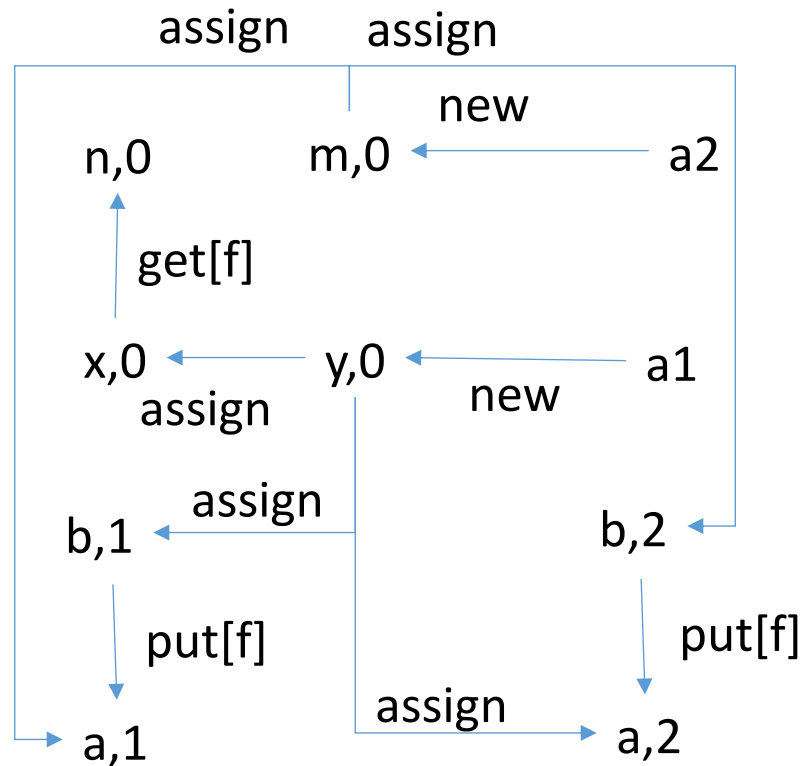 assign assign
new
n,0 m,0 a2
get[f]
x,0 y,0 a1
assign new
assign
b,1 b,2
put[f] put[f]
assign
a,1 a,2